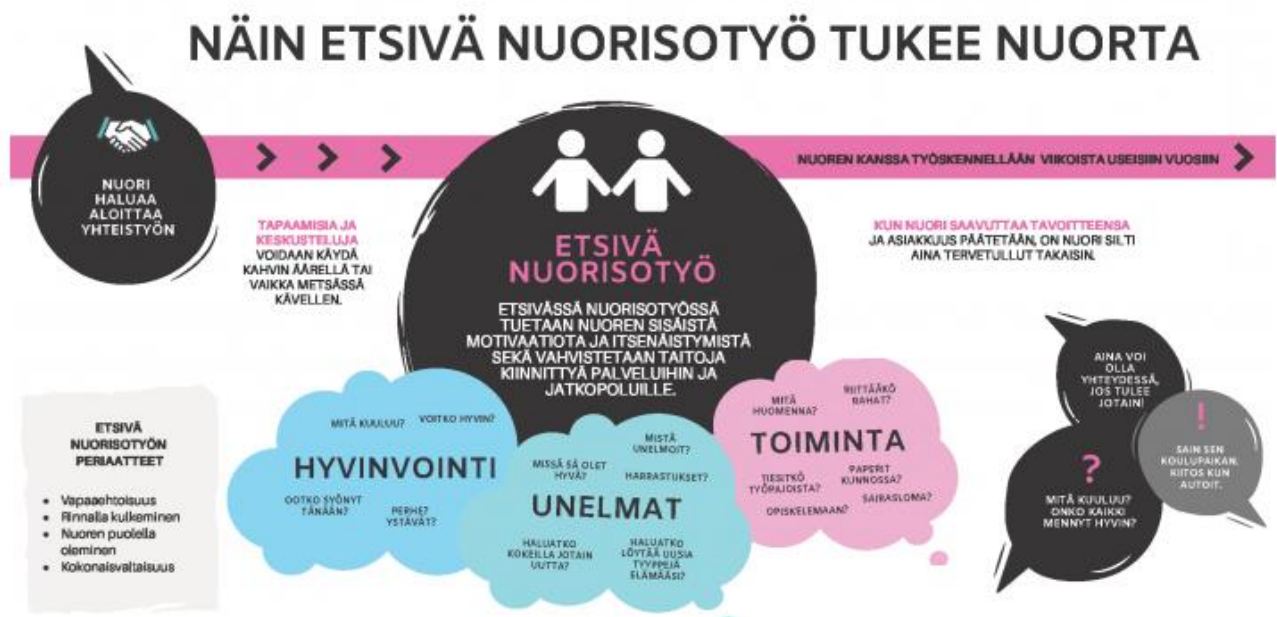 NÄIN ETSIVÄ NUORISOTYÖ TUKEE NUORTA
NUORI
HALUAA
ALOITTAA
YHTEISTYÖN
TAPAAMISIA JA
KESKUSTELUJA
VOIDAAN KÄYDÄ
KAHVIN ÄÄRELLÄ TAI
VAIKKA METSÄSSÄ
KÄVELLEN.
ETSIVÄ
NUORISOTYÖ
ETSIVÄSSÄ NUORISOTYÖSSÄ
TUETAAN NUOREN SISÄISTÄ
MOTIVAATIOTA JA ITSENÄISTYMISTÄ
SEKÄ VAHVISTETAAN TAITOJA
KIINNITTYÄ PALVELUIHIN JA
JATKOPOLUILLE.
NUOREN KANSSA TYÖSKENNELLÄÄN VIIKOISTA USEISIIN VUOSIIN
KUN NUORI SAAVUTTAA TAVOITTEENSA
JA ASIAKKUUS PÄÄTETÄÄN, ON NUORI SILTI
AINA TERVETULLUT TAKAISIN.
ETSIVÄ
NUORISOTYÖN
PERIAATTEET
• Vapaaehtoisuus
• Rinnalla kulkeminen
• Nuoren puolella
oleminen
• Kokonaisvaltaisuus
MITÄ KUULUU?
VOITKO HYVIN?
HYVINVOINTI
OOTKO SYÖNYT
TÄNÄÄN?
PERHE?
YSTÄVÄT?
MISTÄ
UNELMOIT?
MISSÄ SÄ OLET
HYVÄ?
HARRASTUKSET?
UNELMAT
HALUATKO
KOKEILLA JOTAIN
UUTTA?
HALUATKO
LÖYTÄÄ UUSIA
TYYPPEJÄ
ELÄMÄÄSI?
MITÄ
HUOMENNA?
RIITTÄÄKÖ
RAHAT?
TOIMINTA
TIESITKÖ
TYÖPAJOISTA?
PAPERIT
KUNNOSSA?
SAIRASLOMA?
OPISKELEMAAN?
AINA VOI
OLLA
YHTEYDESSÄ,
JOS TULEE
JOTAIN!
!
SAIN SEN
KOULUPAIKAN.
KIITOS KUN
AUTOIT.
?
MITÄ KUULUU?
ONKO KAIKKI
MENNYT HYVIN?